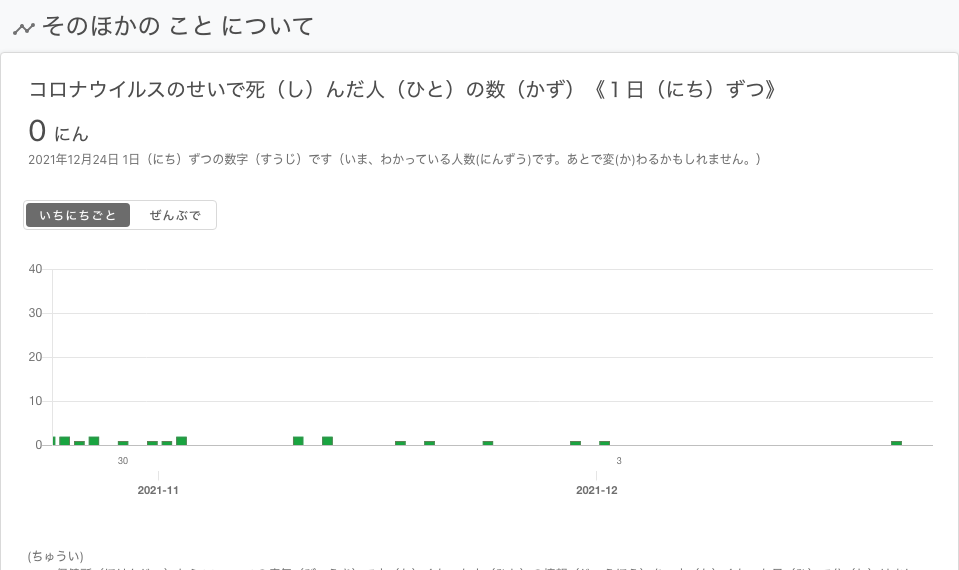 そのほかの こと について
コロナウイルスのせいで死（し）んだ人（ひと）の数（かず）《１日（にち）ずつ》
0 にん
2021年12月24日 1日（にち）ずつの数字（すうじ）です（いま、わかっている人数(にんずう)です。あとで変(か)わるかもしれません。）
いちにちごと ぜんぶで
40
30
20
10
0
30 3
2021-11 2021-12
(ちゅうい)